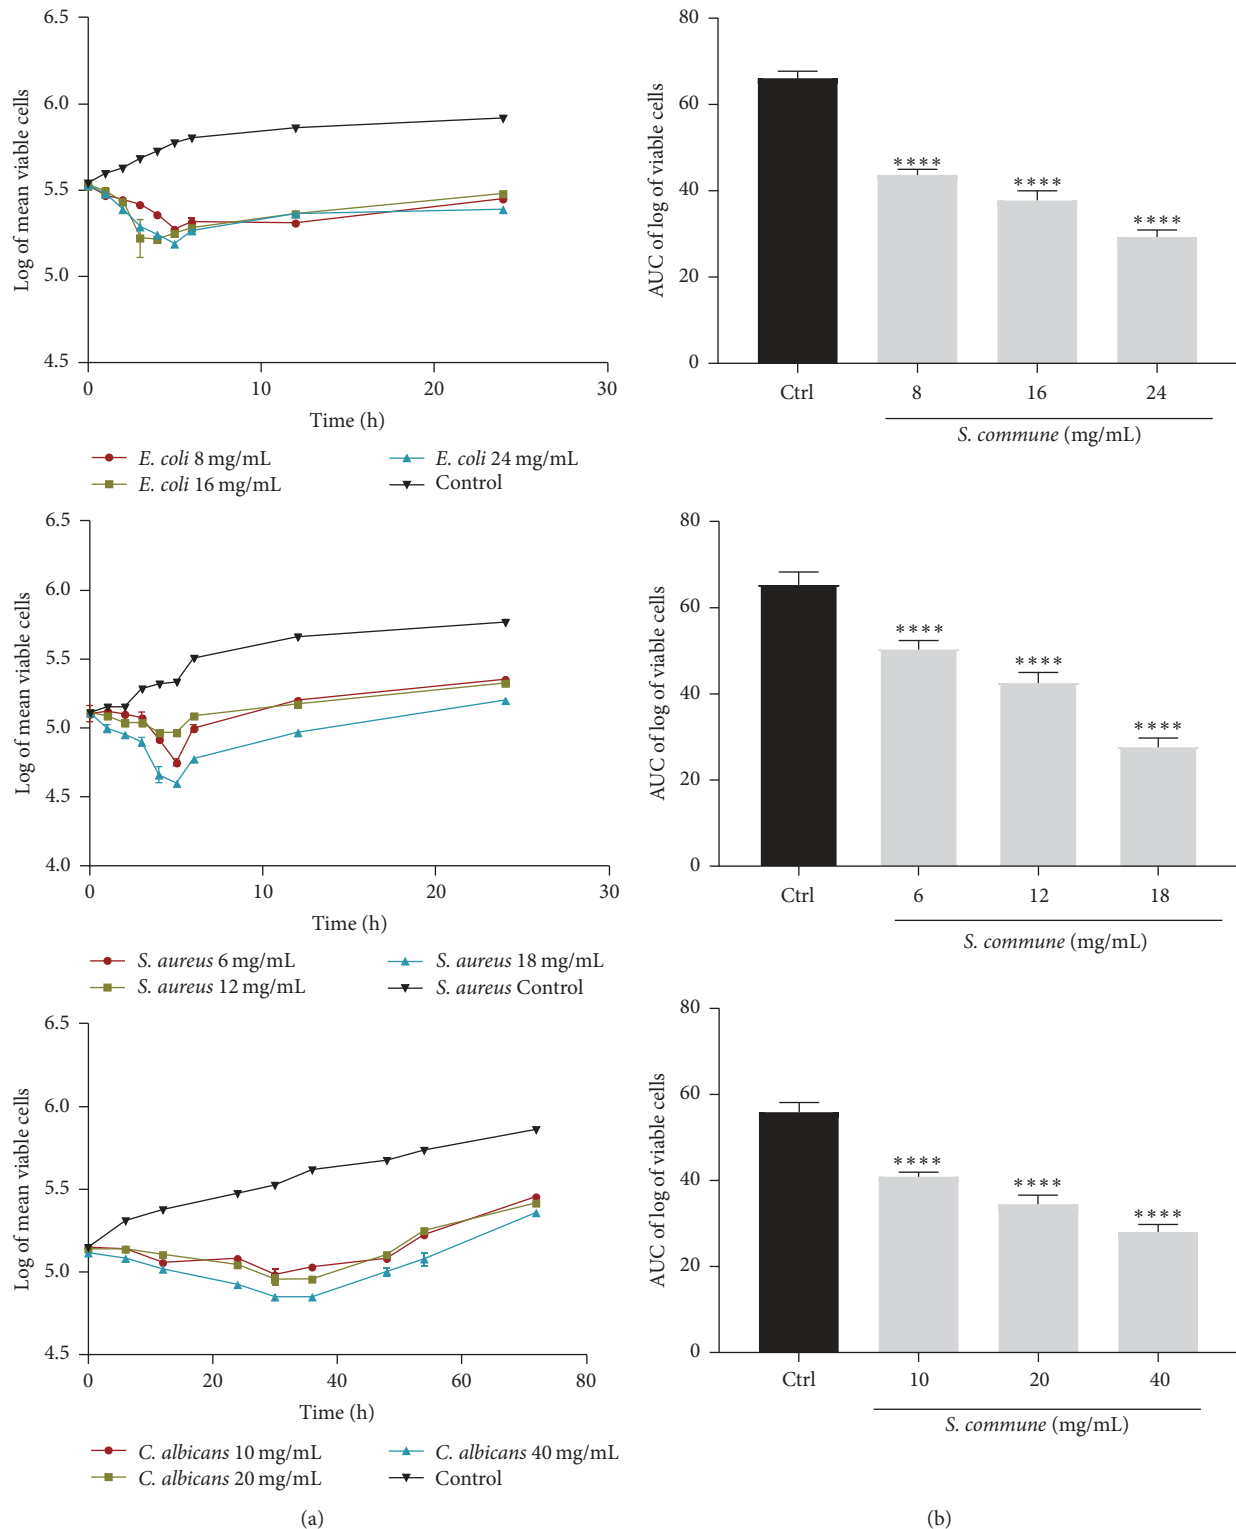 6.5
6.0
5.5
5.0
4.5
Log of mean viable cells
0
10
20
30
Time (h)
E. coli 8 mg/mL
E. coli 16 mg/mL
E. coli 24 mg/mL
Control
80
60
40
20
0
AUC of log of viable cells
****
****
****
Ctrl
8
16
24
S. commune (mg/mL)
6.5
6.0
5.5
5.0
4.5
4.0
Log of mean viable cells
0
10
20
30
Time (h)
S. aureus 6 mg/mL
S. aureus 12 mg/mL
S. aureus 18 mg/mL
S. aureus Control
80
60
40
20
0
AUC of log of viable cells
****
****
****
Ctrl
6
12
18
S. commune (mg/mL)
6.5
6.0
5.5
5.0
4.5
Log of mean viable cells
0
20
40
60
80
Time (h)
C. albicans 10 mg/mL
C. albicans 20 mg/mL
C. albicans 40 mg/mL
Control
80
60
40
20
0
AUC of log of viable cells
****
****
****
Ctrl
10
20
40
S. commune (mg/mL)
(a)
(b)